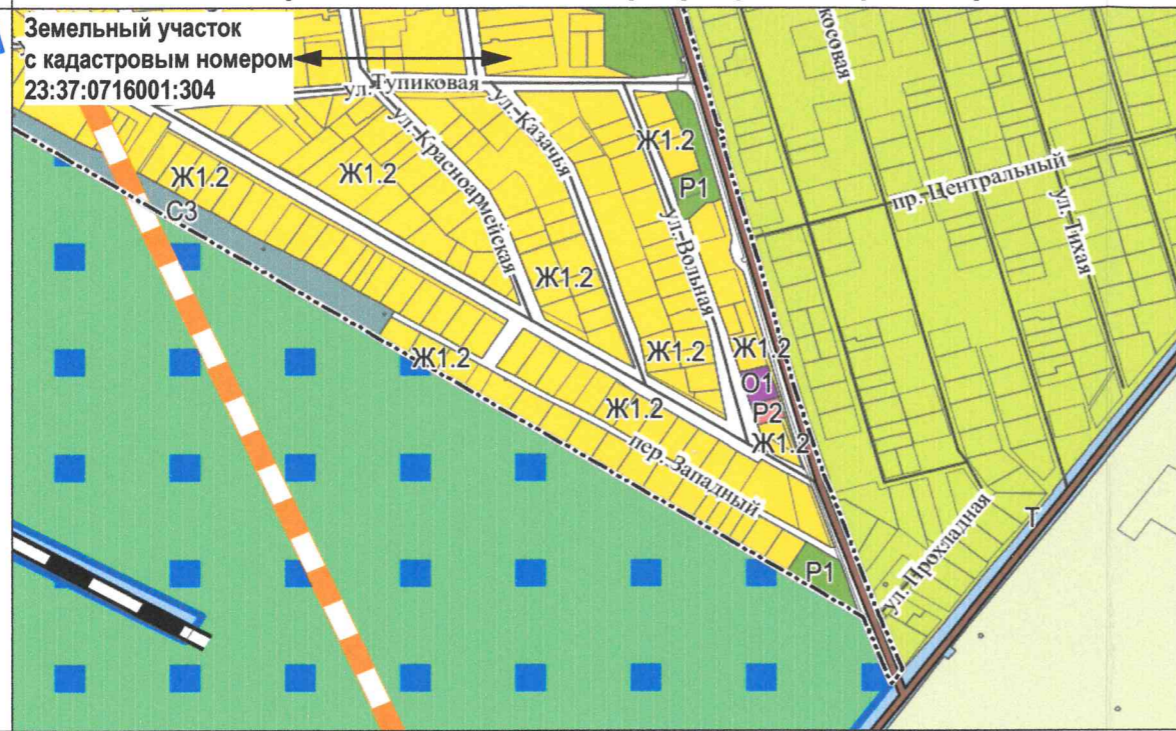 Земельный участок
с кадастровым номером
23:37:0716001:304
ул. Тупиковая
ул. Казачья
ул. Красноармейская
косовая
Ж1.2
Р1
пр. Центральный
ул. Тихая
Ж1.2
Ж1.2
С3
ул. Вольная
Ж1.2
Ж1.2
Ж1.2
Ж1.2
О1
Р2
Ж1.2
Ж1.2
пер. Западный
Т
Р1
ул. Прохладная